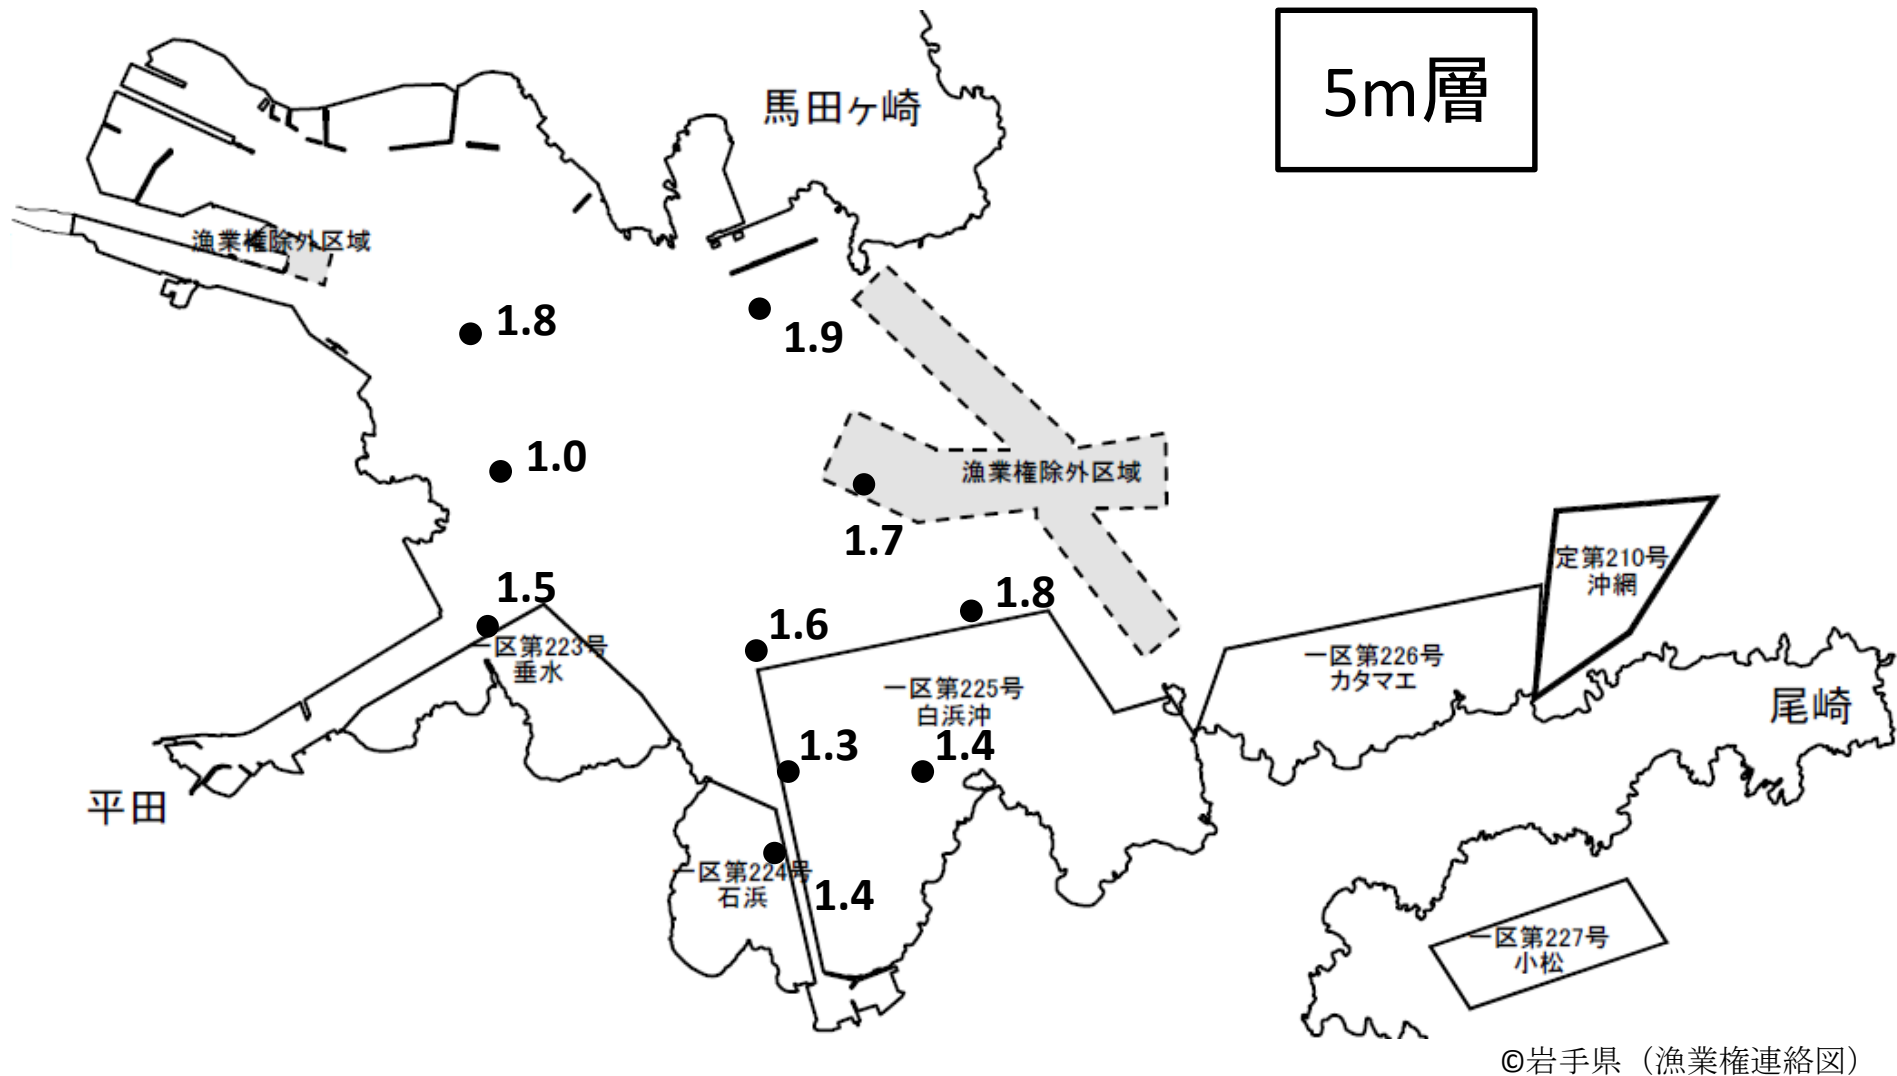 5m層
馬田ヶ崎
漁業権除外区域
1.8
1.9
1.0
漁業権除外区域
1.7
定第210号
沖網
1.5
1.8
1.6
一区第223号
垂水
一区第226号
カタマエ
一区第225号
白浜沖
尾崎
1.3
1.4
平田
一区第224号
石浜
1.4
一区第227号
小松
©岩手県（漁業権連絡図）